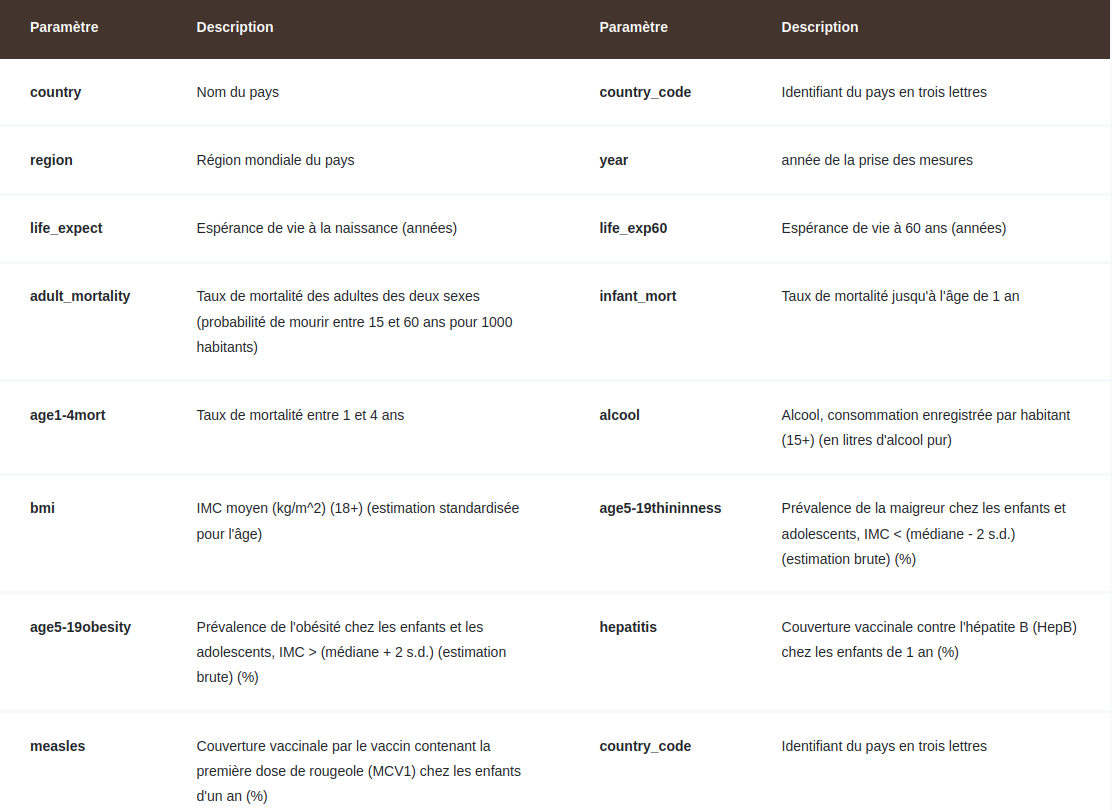 Paramètre Description Paramètre Description
country Nom du pays country_code Identifiant du pays en trois lettres
region Région mondiale du pays year année de la prise des mesures
life_expect Espérance de vie à la naissance (années) life_exp60 Espérance de vie à 60 ans (années)
adult_mortality Taux de mortalité des adultes des deux sexes infant_mort Taux de mortalité jusqu'à l'âge de 1 an
(probabilité de mourir entre 15 et 60 ans pour 1000
habitants)
age1-4mort Taux de mortalité entre 1 et 4 ans alcool Alcool, consommation enregistrée par habitant
(15+) (en litres d'alcool pur)
bmi IMC moyen (kg/m^2) (18+) (estimation standardisée age5-19thininness Prévalence de la maigreur chez les enfants et
pour l'âge) adolescents, IMC < (médiane - 2 s.d.)
(estimation brute) (%)
age5-19obesity Prévalence de l'obésité chez les enfants et les hepatitis Couverture vaccinale contre l'hépatite B (HepB)
adolescents, IMC > (médiane + 2 s.d.) (estimation chez les enfants de 1 an (%)
brute) (%)
measles Couverture vaccinale par le vaccin contenant la country_code Identifiant du pays en trois lettres
première dose de rougeole (MCV1) chez les enfants
d'un an (%)